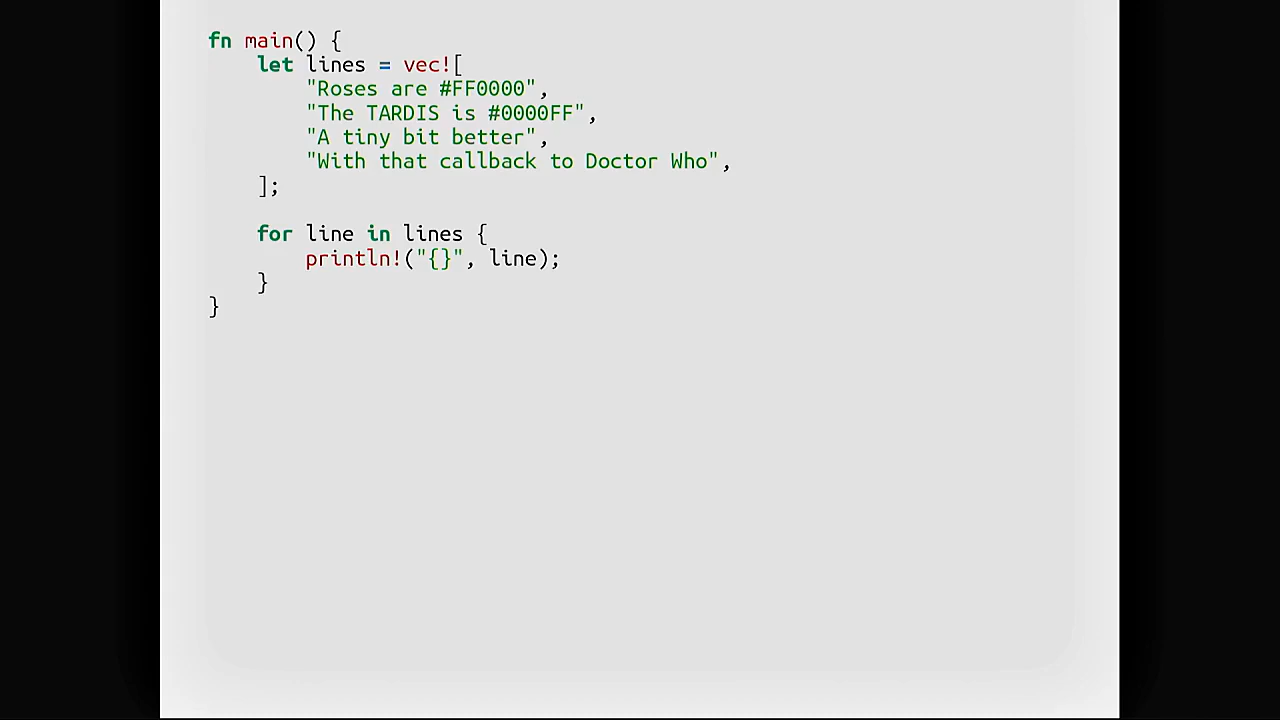 fn main() {
    let lines = vec![
        "Roses are #FF0000",
        "The TARDIS is #0000FF",
        "A tiny bit better",
        "With that callback to Doctor Who",
    ];

    for line in lines {
        println!("{}", line);
    }
}